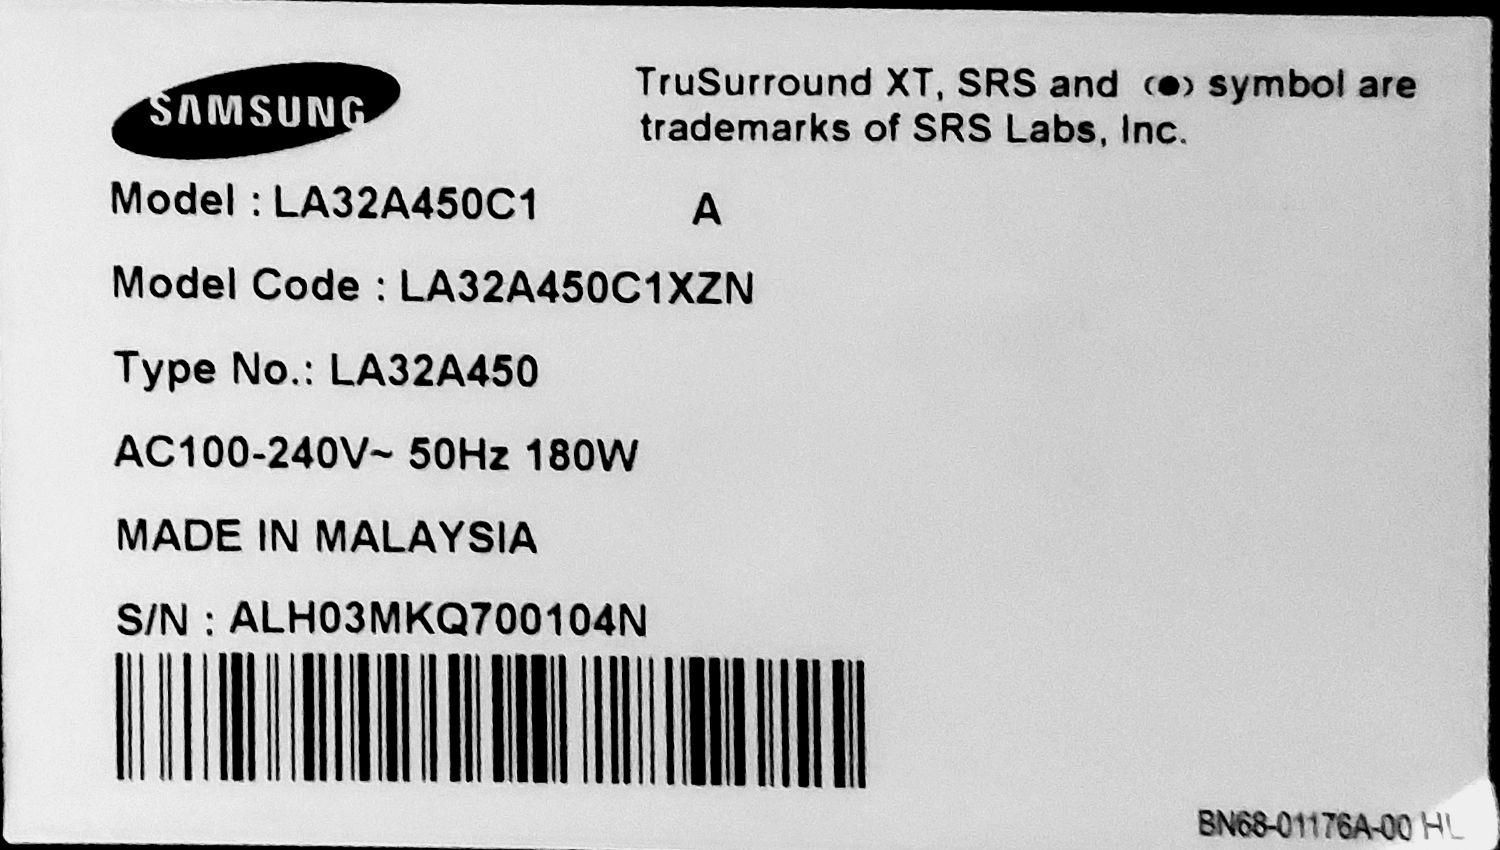 SAMSUNG
TruSurround XT, SRS and (●) symbol are
trademarks of SRS Labs, Inc.
Model : LA32A450C1 A
Model Code : LA32A450C1XZN
Type No.: LA32A450
AC100-240V~ 50Hz 180W
MADE IN MALAYSIA
S/N : ALH03MKQ700104N
BN68-01176A-00 HL